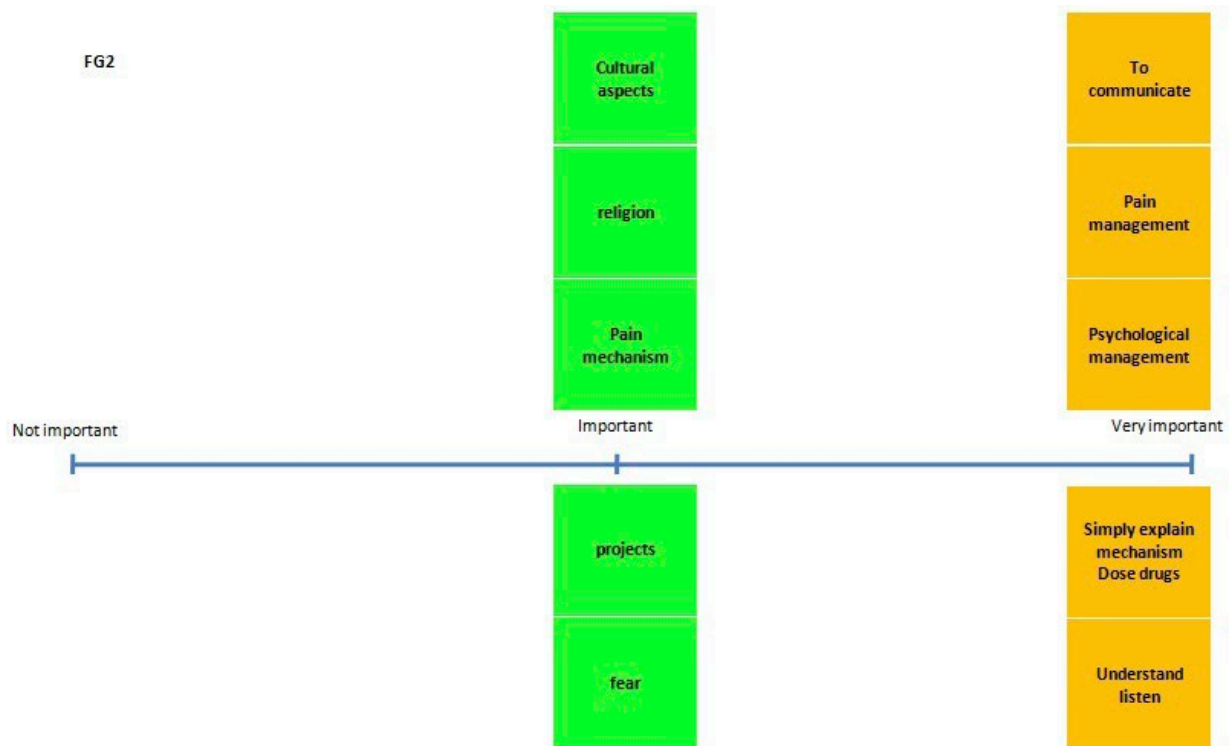 FG2
Cultural
aspects
To
communicate
religion
Pain
management
Pain
mechanism
Psychological
management
Not important
Important
Very important
projects
Simply explain
mechanism
Dose drugs
fear
Understand
listen